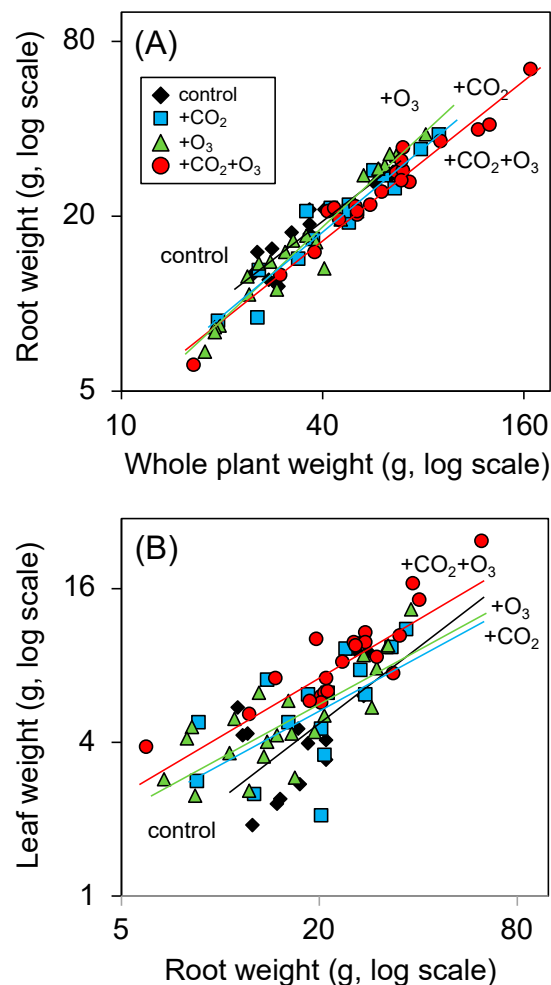 (A)
80
20
5
Root weight (g, log scale)
control
+CO₂
+O₃
+CO₂+O₃
+O₃
+CO₂
+CO₂+O₃
control
10
40
160
Whole plant weight (g, log scale)
(B)
16
4
1
Leaf weight (g, log scale)
+CO₂+O₃
+O₃
+CO₂
control
5
20
80
Root weight (g, log scale)